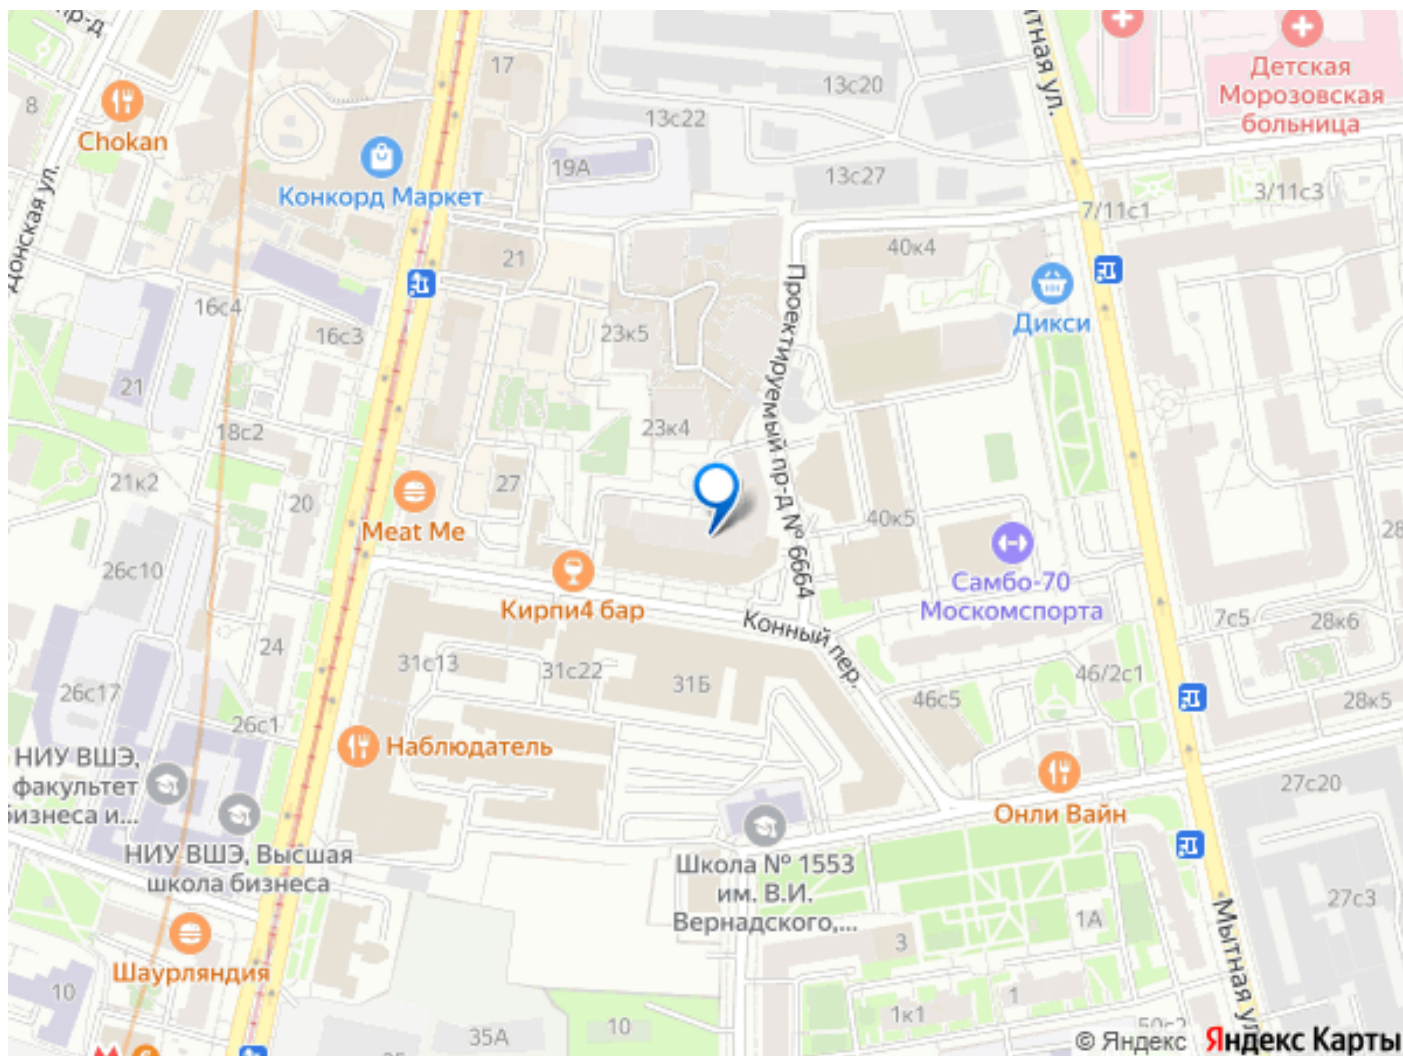 пр-д
17
Мытная ул.
Детская
Морозовская
больница
8
Chokan
13с20
13с22
19А
13с27
3/11с3
Конкорд Маркет
7/11с1
Донская ул.
21
40к4
Дикси
16с4
16с3
23к5
Проектируемый пр-д № 6664
21
18с2
23к4
21к2
20
27
Meat Me
40к5
28
26с10
Самбо-70
Москомспорта
Кирпи4 бар
Конный пер.
7с5
28к6
24
31с13
31с22
31Б
46/2с1
26с17
26с1
46с5
28к5
Наблюдатель
НИУ ВШЭ,
факультет
бизнеса и...
27с20
Онли Вайн
НИУ ВШЭ, Высшая
школа бизнеса
Школа № 1553
им. В.И.
Вернадского,...
27с3
1А
3
Мытная ул.
Шаурляндия
10
1
1к1
10
35А
50с2
© Яндекс Яндекс Карты